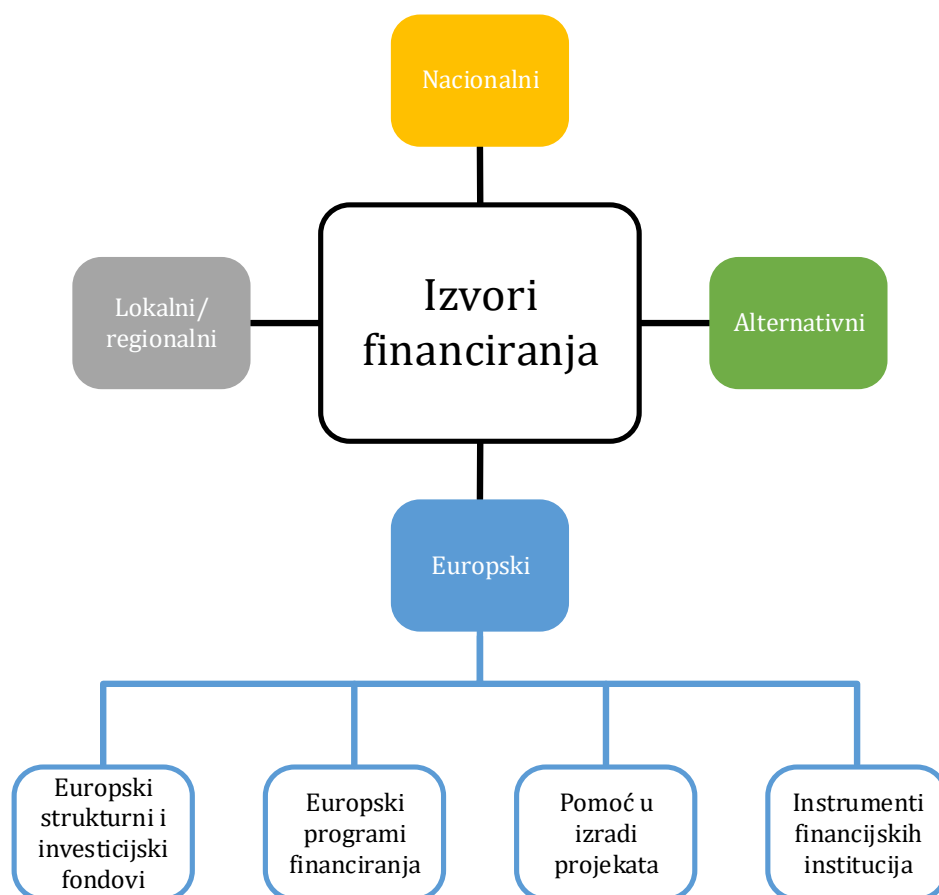 Nacionalni
Izvori
financiranja
Lokalni/
regionalni
Alternativni
Europski
Europski
strukturni i
investicijski
fondovi
Europski
programi
financiranja
Pomoć u
izradi
projekata
Instrumenti
financijskih
institucija